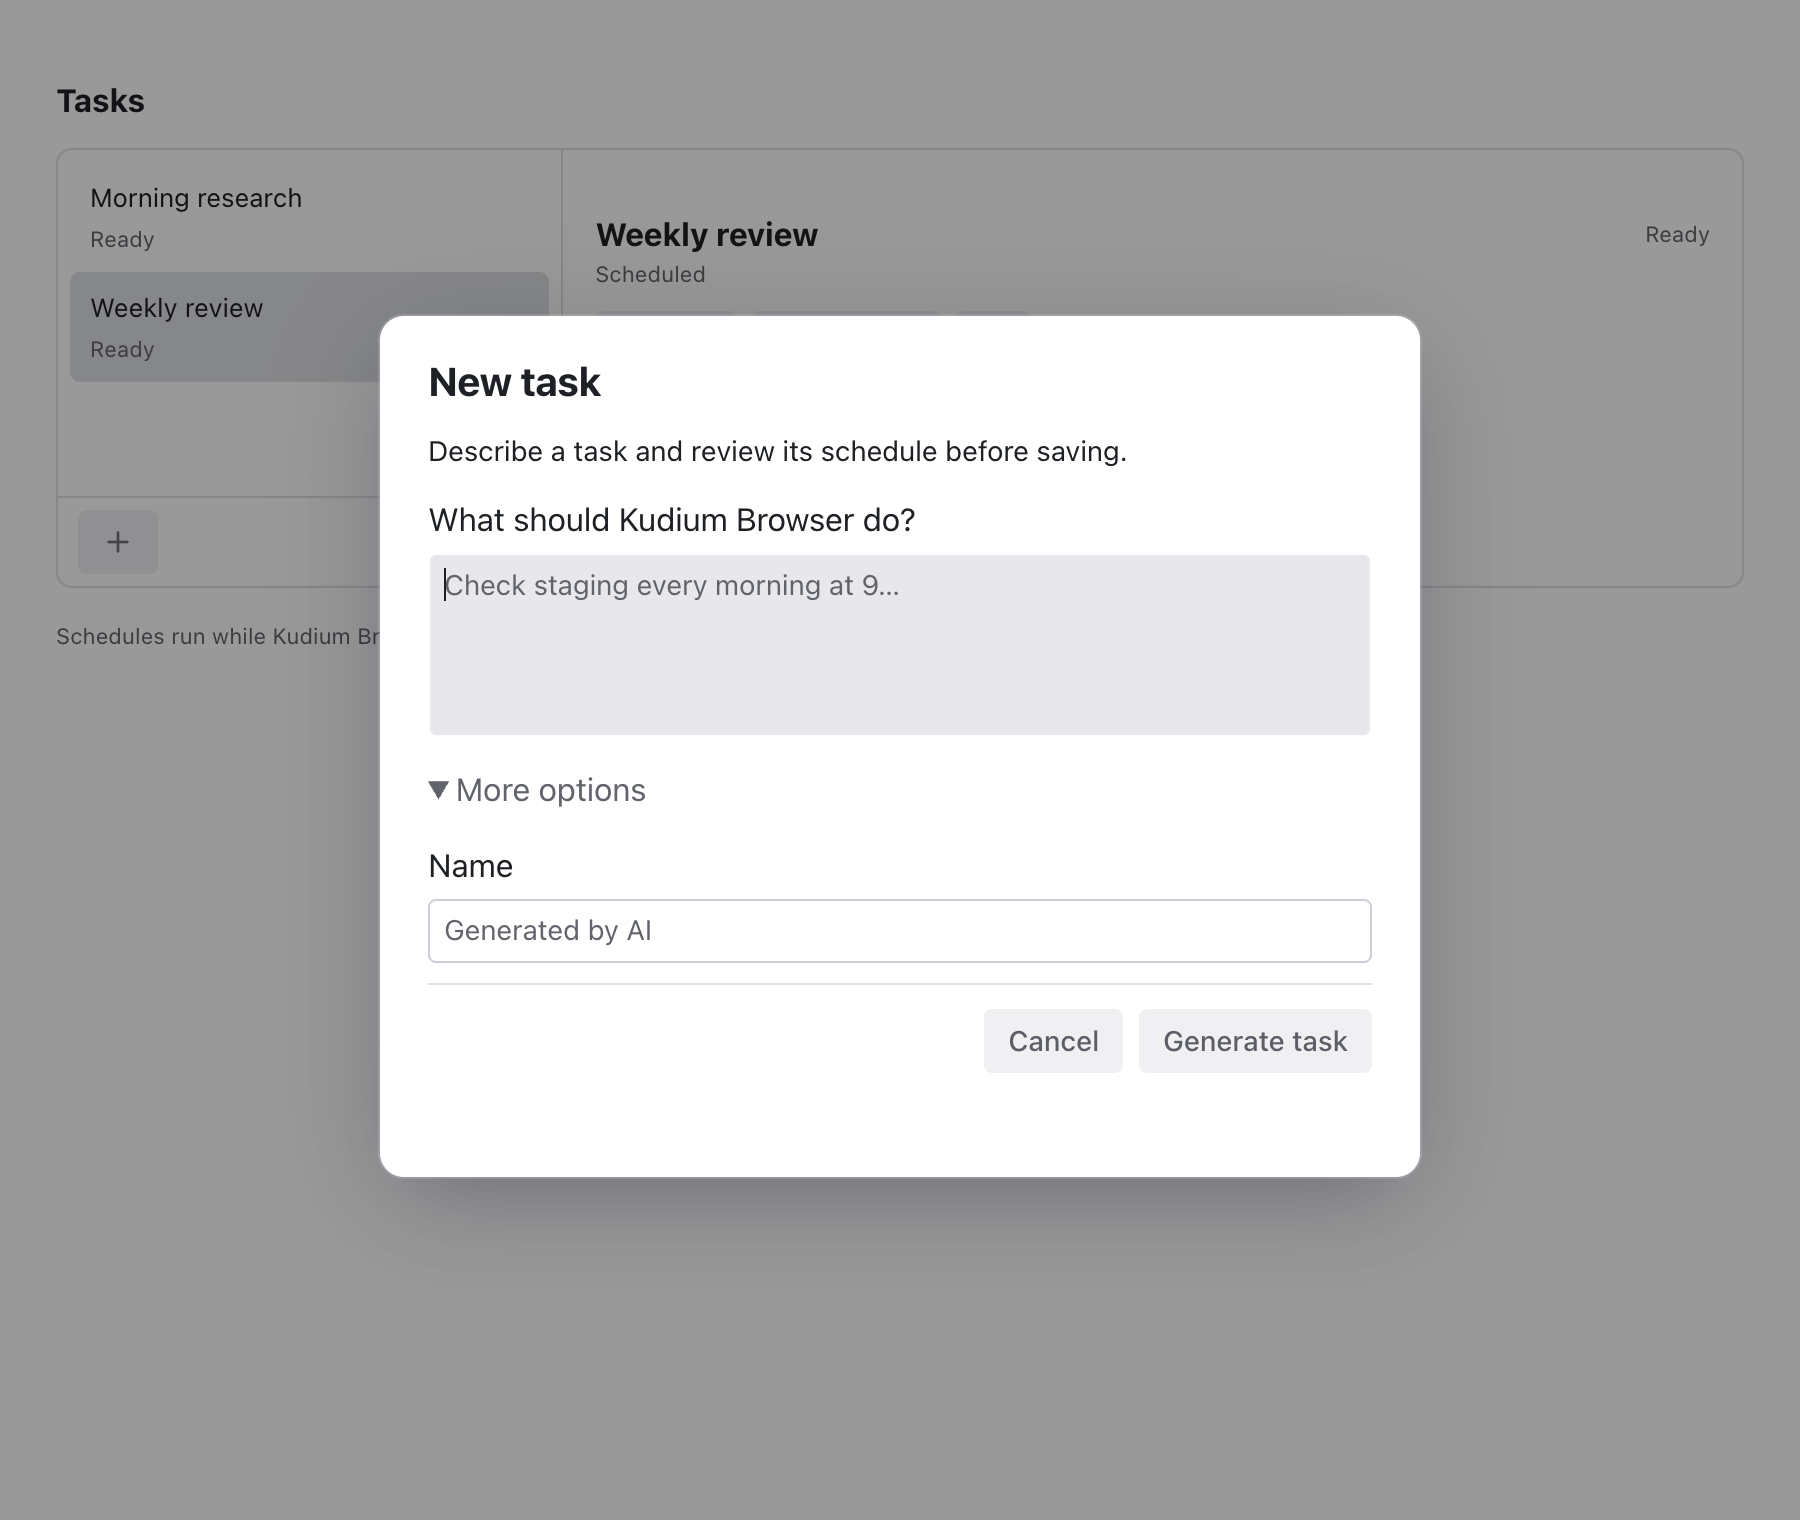 Tasks
Morning research
Ready
Weekly review
Ready
Weekly review
Ready
Scheduled
+
Schedules run while Kudium Br
New task
Describe a task and review its schedule before saving.
What should Kudium Browser do?
Check staging every morning at 9...
▼ More options
Name
Generated by AI
Cancel
Generate task